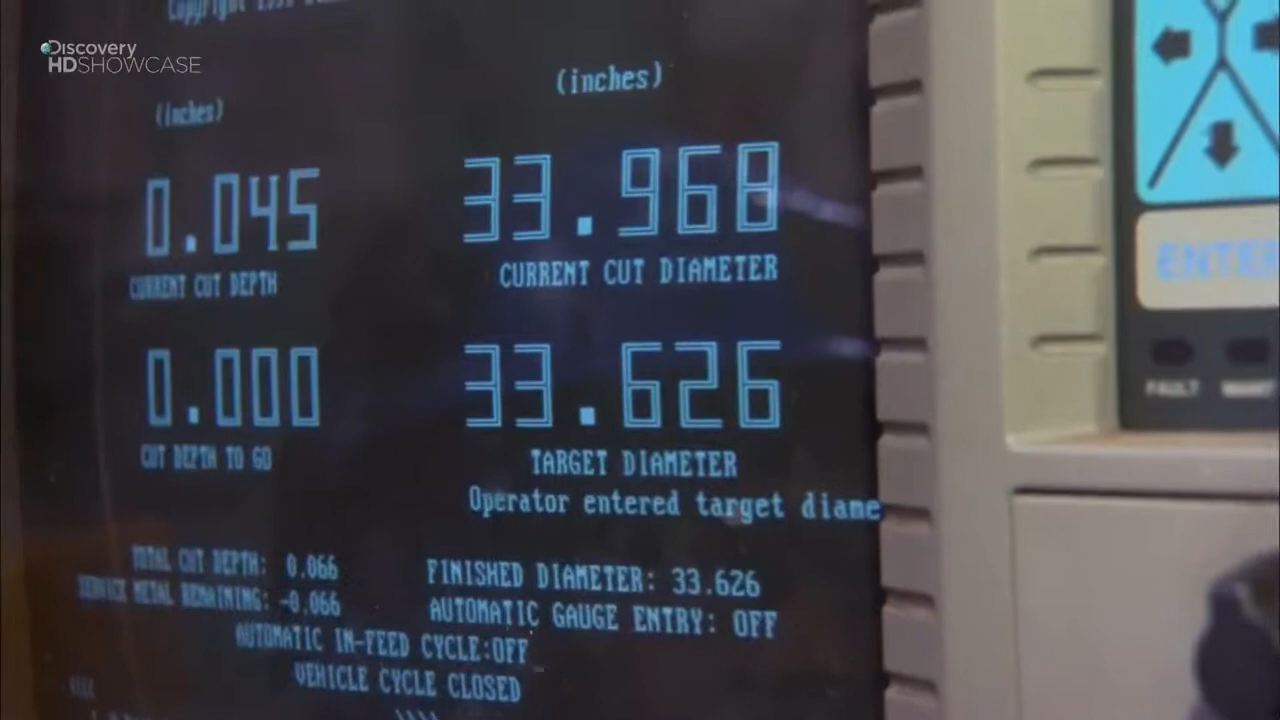 Discovery
HDSHOWCASE
Copyright
(inches)
(inches)
0.045
33.968
CURRENT CUT DEPTH
CURRENT CUT DIAMETER
0.000
33.626
CUT DEPTH TO GO
TARGET DIAMETER
Operator entered target diame
TOTAL CUT DEPTH: 0.066
FINISHED DIAMETER: 33.626
SERVICE METAL REMAINING: -0.066
AUTOMATIC GAUGE ENTRY: OFF
AUTOMATIC IN-FEED CYCLE:OFF
VEHICLE CYCLE CLOSED
ENTER
FAULT